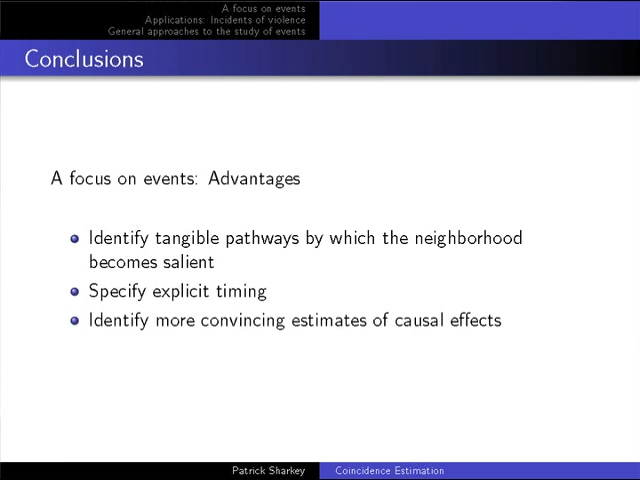 A focus on events
Applications: Incidents of violence
General approaches to the study of events
Conclusions
A focus on events: Advantages
Identify tangible pathways by which the neighborhood
becomes salient
Specify explicit timing
Identify more convincing estimates of causal effects
Patrick Sharkey
Coincidence Estimation